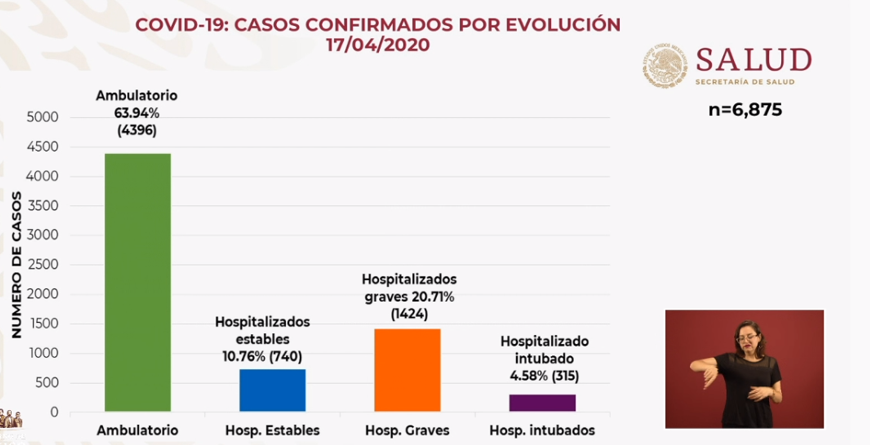 COVID-19: CASOS CONFIRMADOS POR EVOLUCIÓN
17/04/2020
SALUD
SECRETARÍA DE SALUD
n=6,875
NUMERO DE CASOS
5000
4500
4000
3500
3000
2500
2000
1500
1000
500
0
Ambulatorio
63.94%
(4396)
Hospitalizados
estables
10.76% (740)
Hospitalizados
graves 20.71%
(1424)
Hospitalizado
intubado
4.58% (315)
Ambulatorio
Hosp. Estables
Hosp. Graves
Hosp. intubados